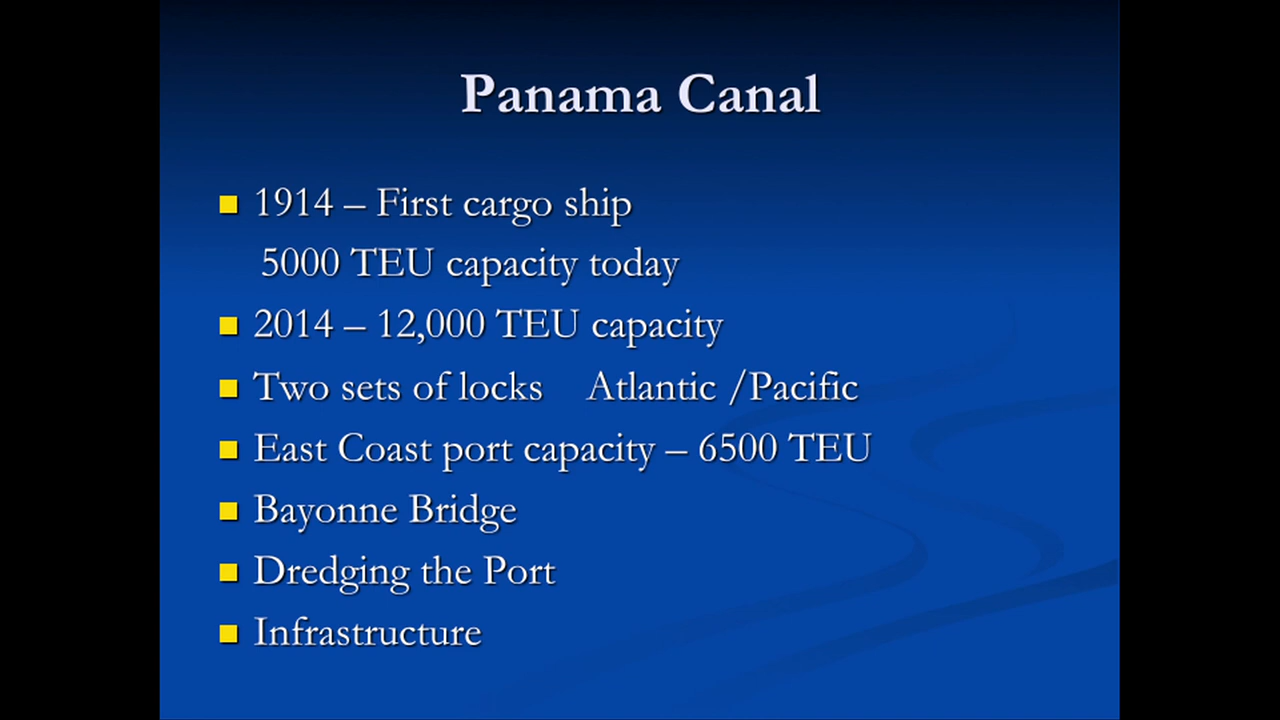 Panama Canal
1914 – First cargo ship
5000 TEU capacity today
2014 – 12,000 TEU capacity
Two sets of locks Atlantic /Pacific
East Coast port capacity – 6500 TEU
Bayonne Bridge
Dredging the Port
Infrastructure